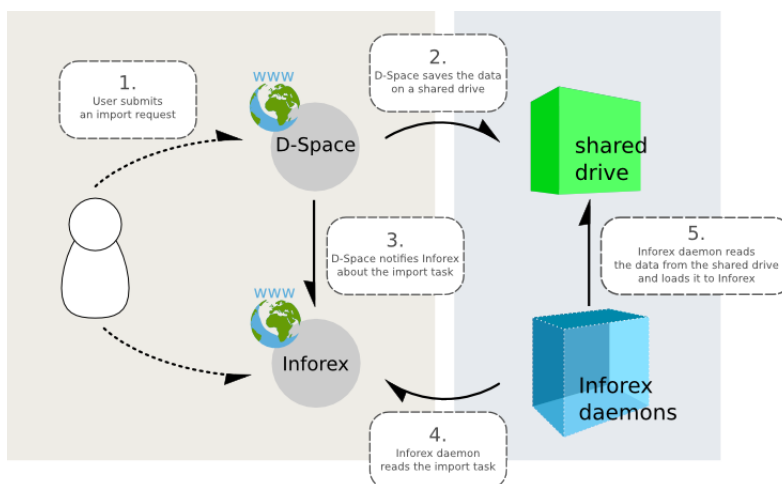 1.
User submits
an import request
www
D-Space
2.
D-Space saves the data
on a shared drive
shared
drive
3.
D-Space notifies Inforex
about the import task
www
Inforex
5.
Inforex daemon reads
the data from the shared drive
and loads it to Inforex
Inforex
daemons
4.
Inforex daemon
reads the import task